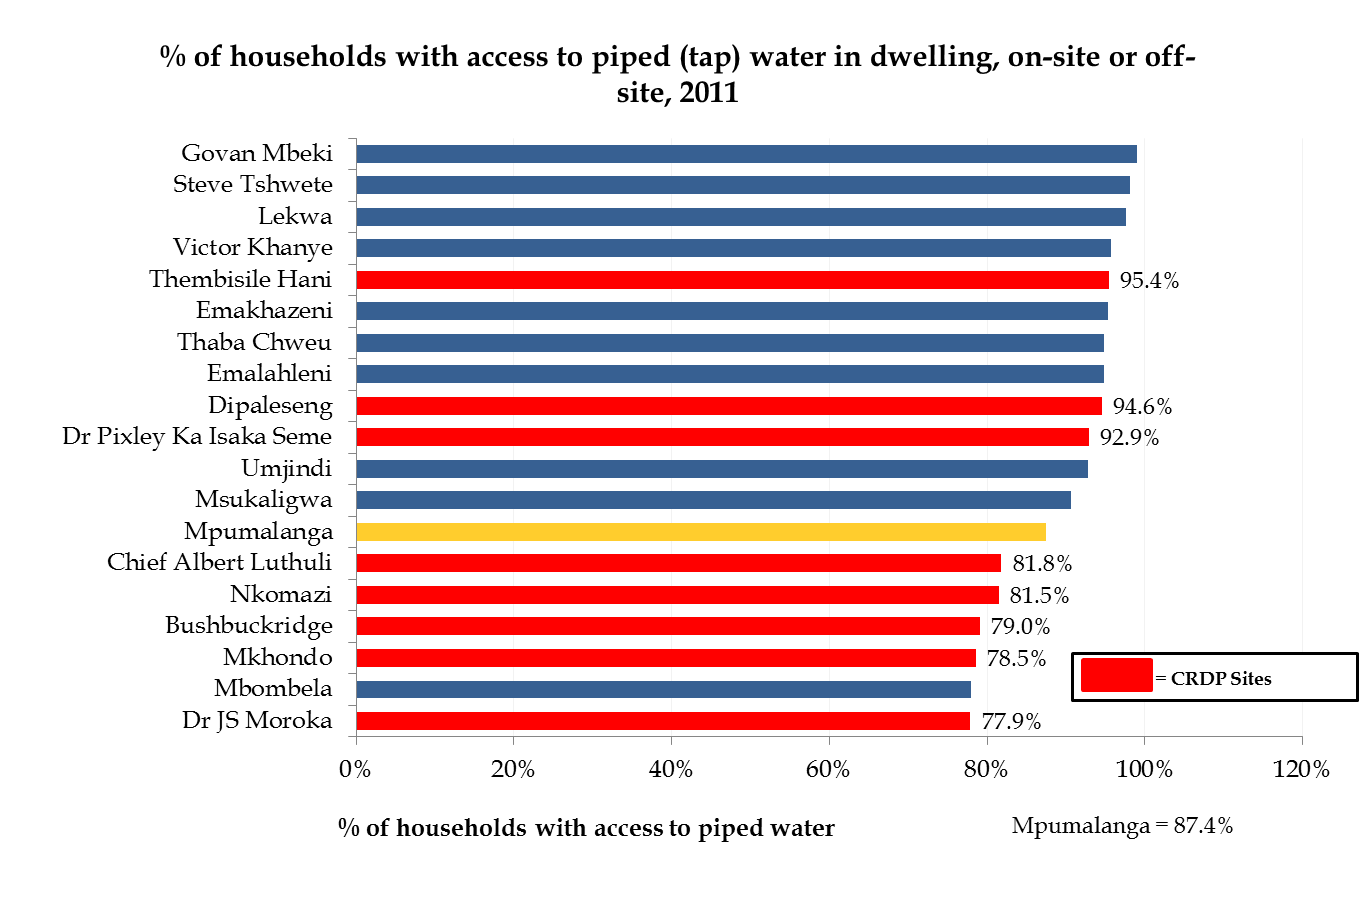 % of households with access to piped (tap) water in dwelling, on-site or off-
site, 2011
Govan Mbeki
Steve Tshwete
Lekwa
Victor Khanye
Thembisile Hani 95.4%
Emakhazeni
Thaba Chweu
Emalahleni
Dipaleseng 94.6%
Dr Pixley Ka Isaka Seme 92.9%
Umjindi
Msukaligwa
Mpumalanga
Chief Albert Luthuli 81.8%
Nkomazi 81.5%
Bushbuckridge 79.0%
Mkhondo 78.5%
= CRDP Sites
Mbombela
Dr JS Moroka 77.9%
0% 20% 40% 60% 80% 100% 120%
% of households with access to piped water
Mpumalanga = 87.4%